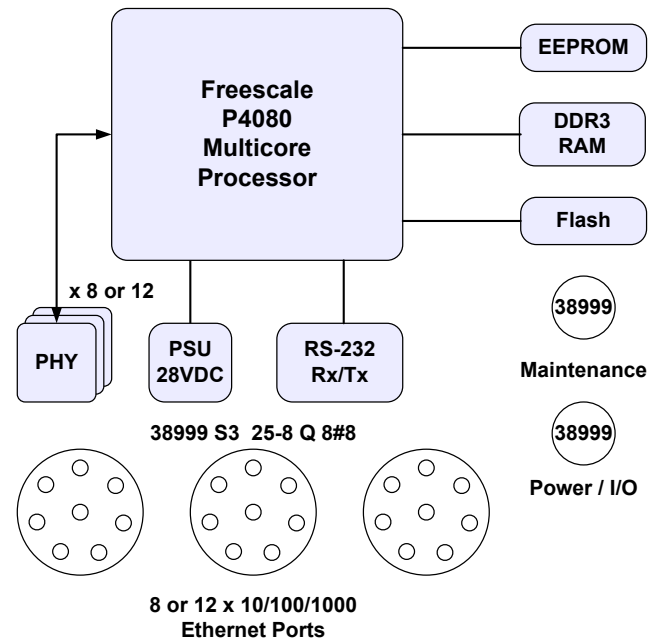 Freescale
P4080
Multicore
Processor
EEPROM
DDR3
RAM
Flash
x 8 or 12
PHY
PSU
28VDC
RS-232
Rx/Tx
38999
Maintenance
38999
Power / I/O
38999 S3 25-8 Q 8#8
8 or 12 x 10/100/1000
Ethernet Ports